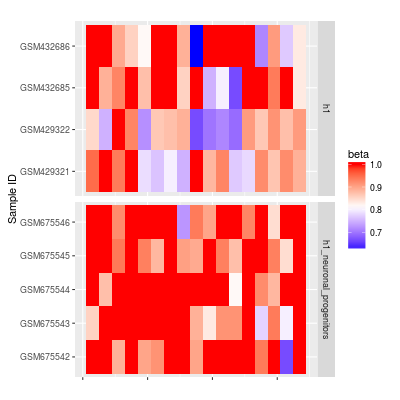 GSM432686
GSM432685
GSM429322
GSM429321
h1
GSM675546
GSM675545
GSM675544
GSM675543
GSM675542
h1_neuronal_progenitors
Sample ID
beta
1.0
0.9
0.8
0.7